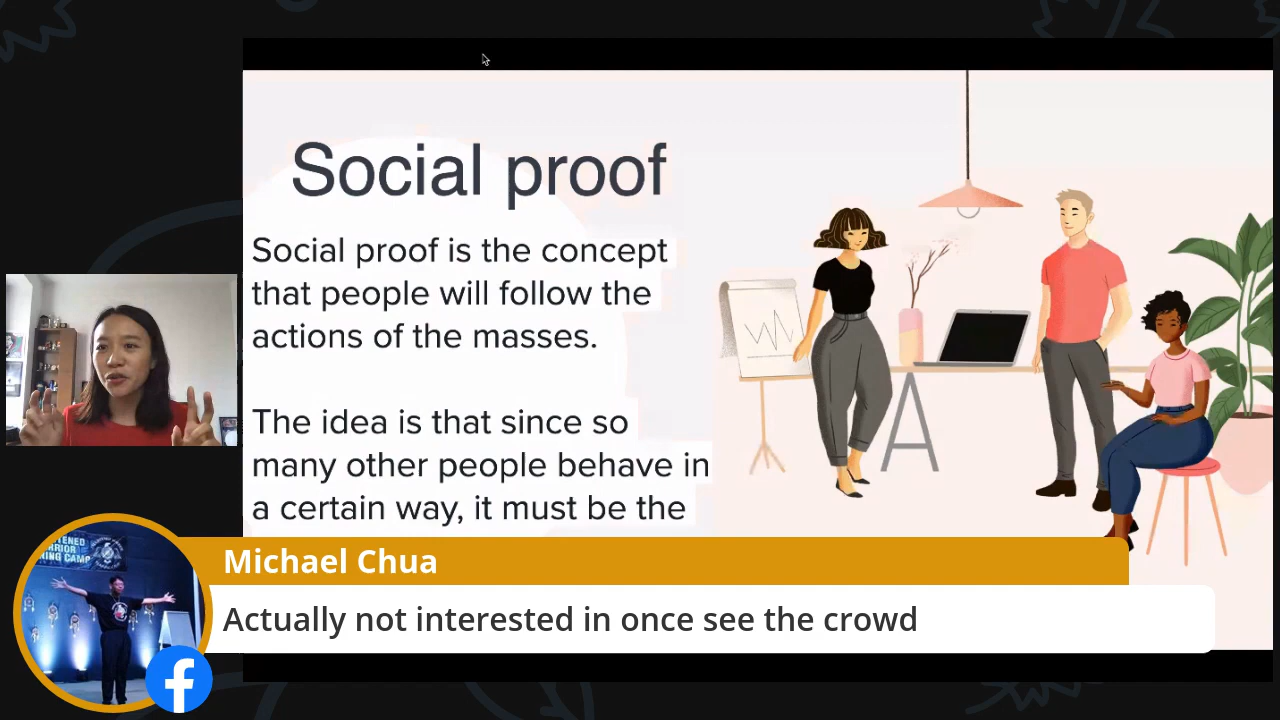 Social proof
Social proof is the concept
that people will follow the
actions of the masses.
The idea is that since so
many other people behave in
a certain way, it must be the
Michael Chua
Actually not interested in once see the crowd